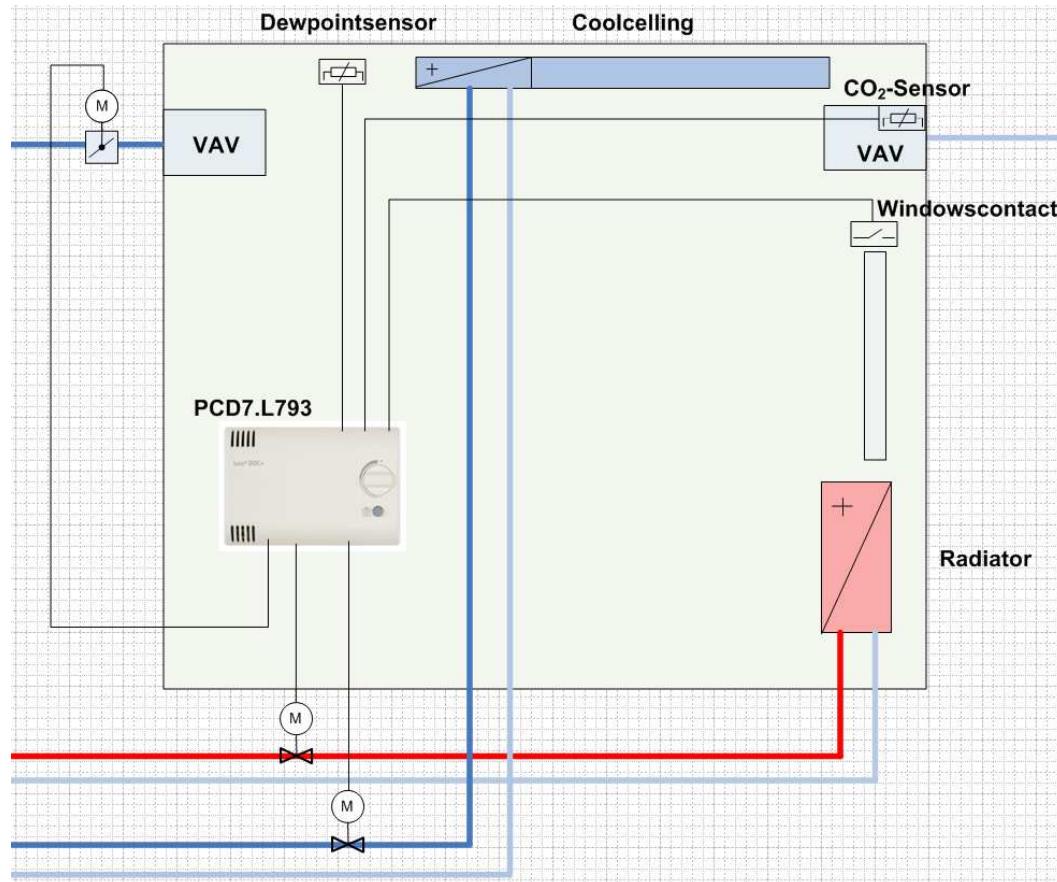 Dewpointsensor
Coolcelling
M
CO₂-Sensor
VAV
VAV
Windowscontact
PCD7.L793
Radiator
M
M